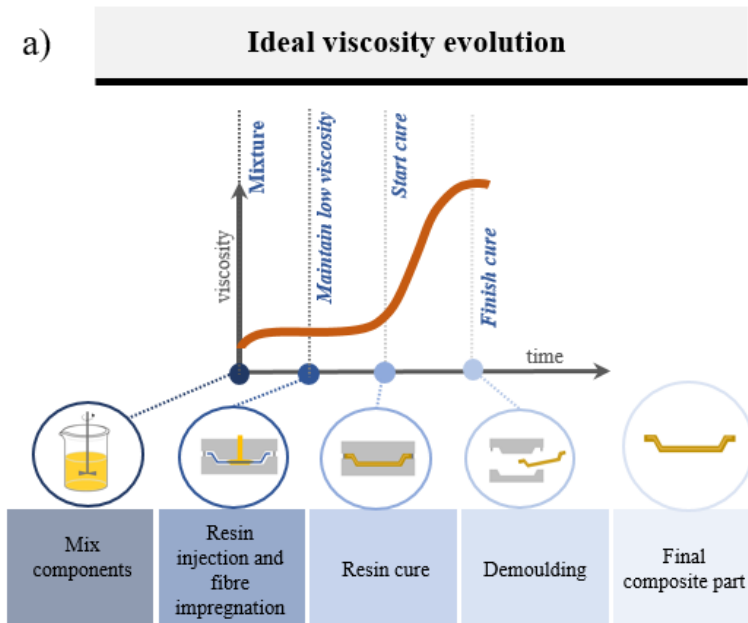 a)
Ideal viscosity evolution
Mixture
Maintain low viscosity
Start cure
Finish cure
viscosity
time
Mix
components
Resin
injection and
fibre
impregnation
Resin cure
Demoulding
Final
composite part